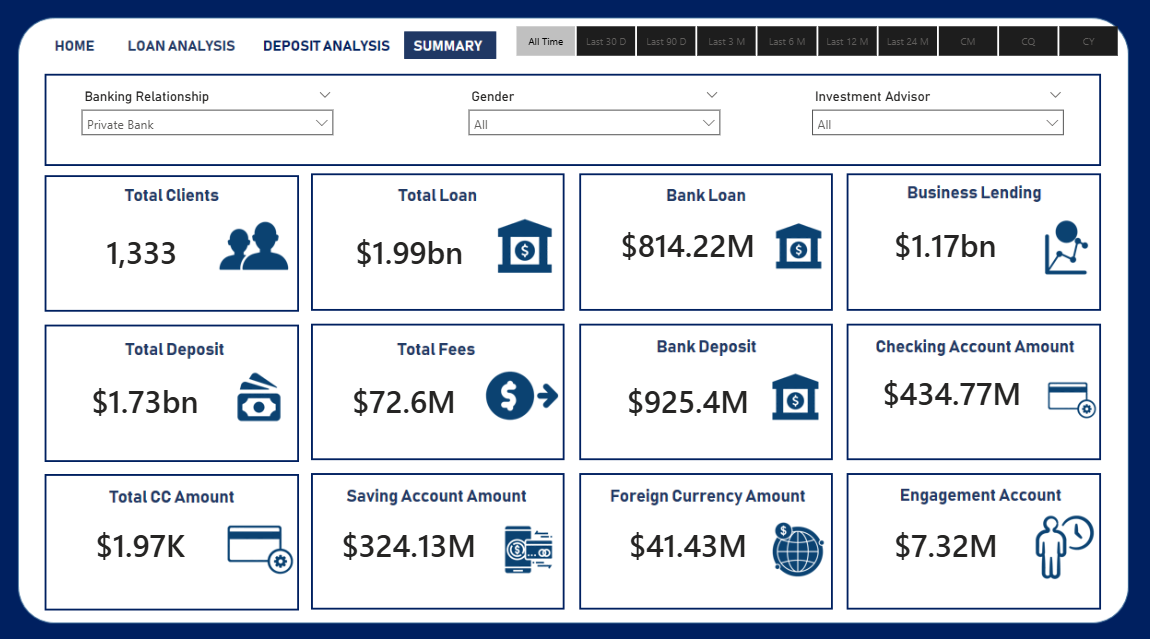 HOME LOAN ANALYSIS DEPOSIT ANALYSIS SUMMARY All Time Last 30 D Last 90 D Last 3 M Last 6 M Last 12 M Last 24 M CM CQ CY
Banking Relationship Gender Investment Advisor
Private Bank All All
Total Clients Total Loan Bank Loan Business Lending
1,333 $1.99bn $814.22M $1.17bn
Total Deposit Total Fees Bank Deposit Checking Account Amount
$1.73bn $72.6M $925.4M $434.77M
Total CC Amount Saving Account Amount Foreign Currency Amount Engagement Account
$1.97K $324.13M $41.43M $7.32M